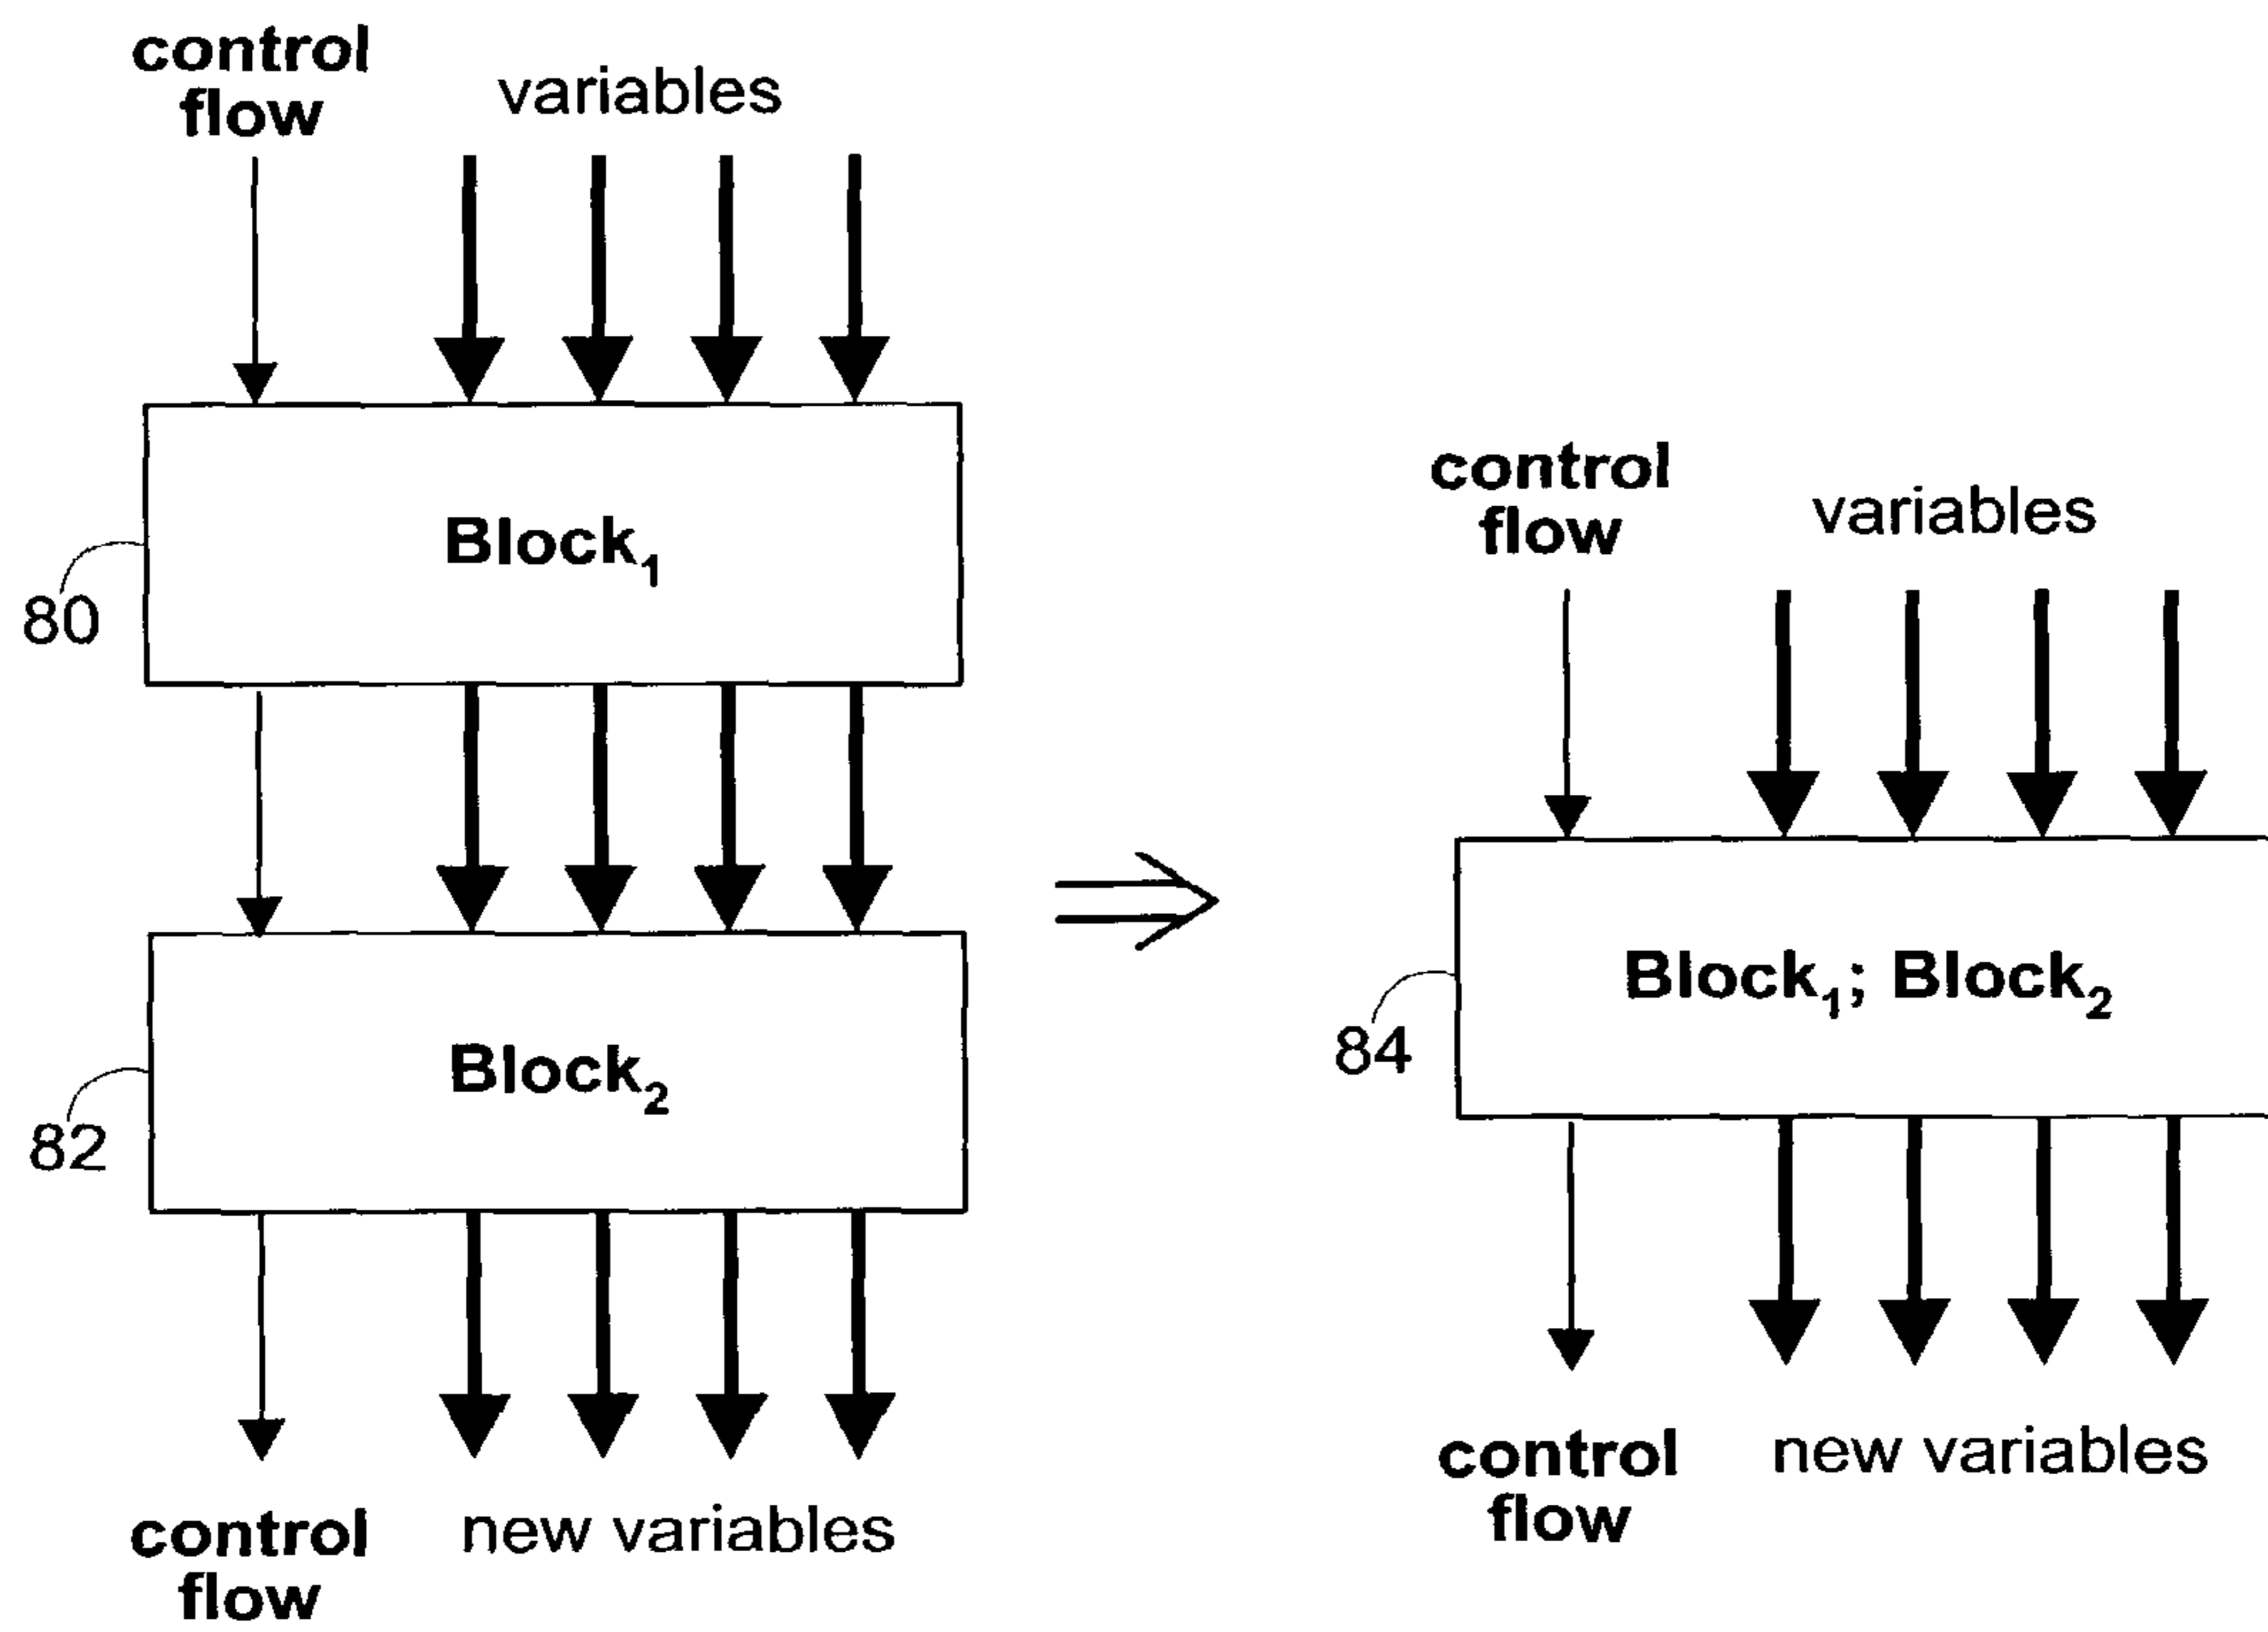 control
flow
variables
Block₁
80
Block₂
82
control
flow
new variables
control
flow
variables
Block₁; Block₂
84
control
flow
new variables